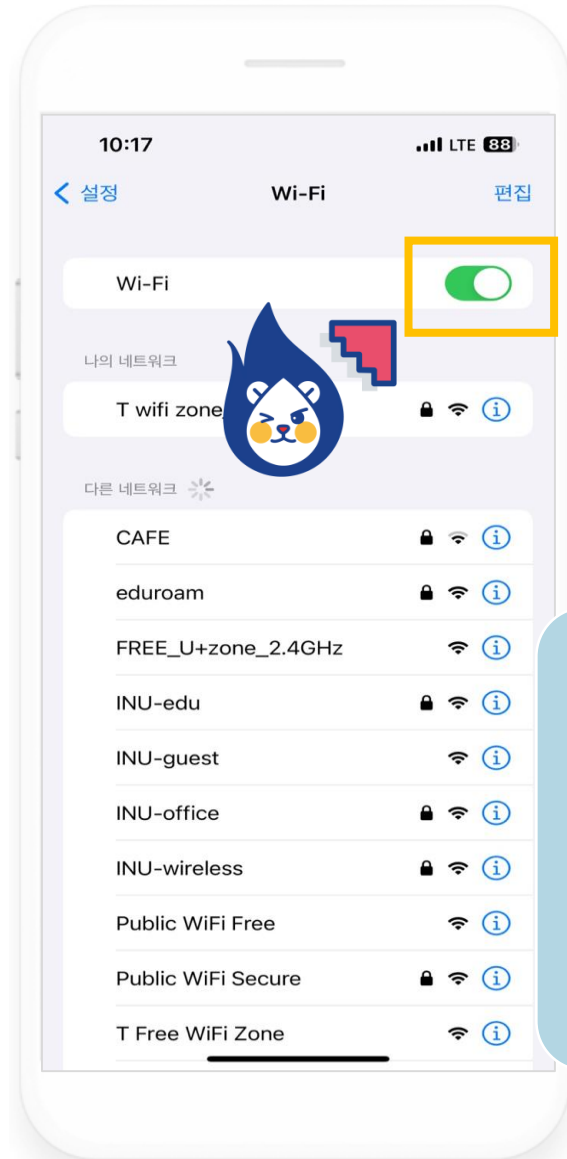 10:17 LTE 88
설정 Wi-Fi 편집
Wi-Fi
나의 네트워크
T wifi zone
다른 네트워크
CAFE
eduroam
FREE_U+zone_2.4GHz
INU-edu
INU-guest
INU-office
INU-wireless
Public WiFi Free
Public WiFi Secure
T Free WiFi Zone